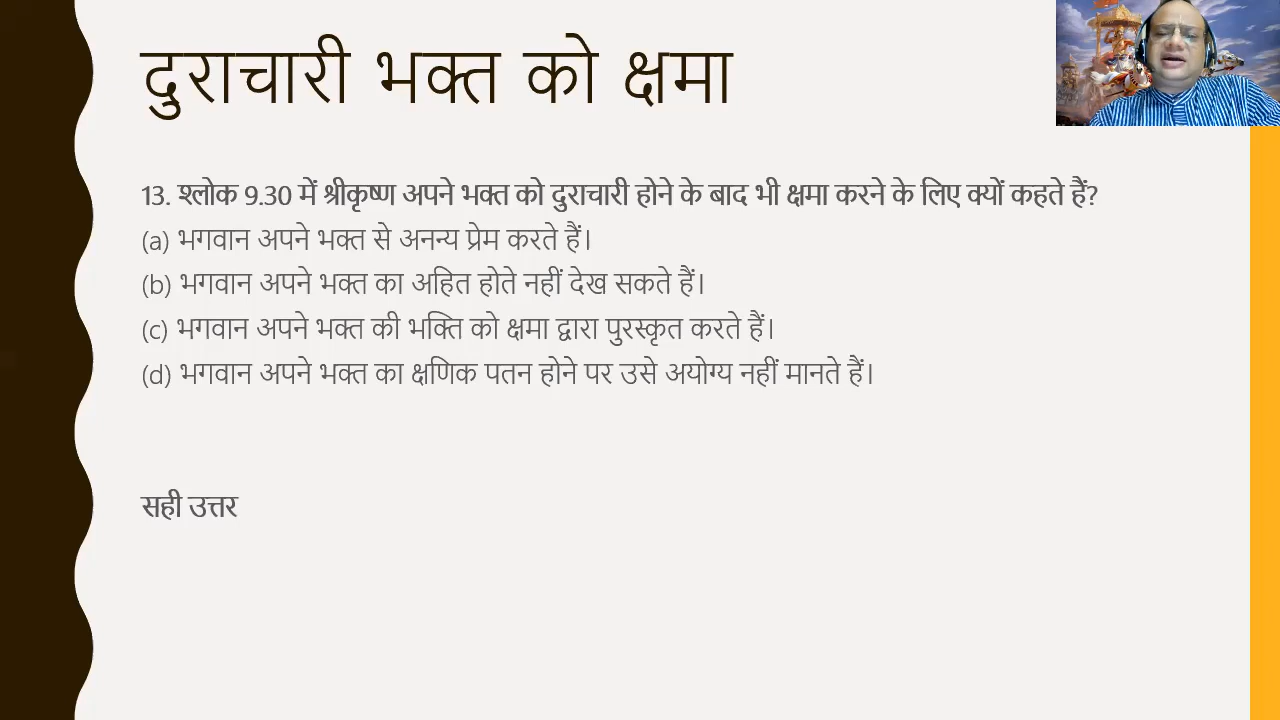 दुराचारी भक्त को क्षमा
13. श्लोक 9.30 में श्रीकृष्ण अपने भक्त को दुराचारी होने के बाद भी क्षमा करने के लिए क्यों कहते हैं?
(a) भगवान अपने भक्त से अनन्य प्रेम करते हैं।
(b) भगवान अपने भक्त का अहित होते नहीं देख सकते हैं।
(c) भगवान अपने भक्त की भक्ति को क्षमा द्वारा पुरस्कृत करते हैं।
(d) भगवान अपने भक्त का क्षणिक पतन होने पर उसे अयोग्य नहीं मानते हैं।
सही उत्तर